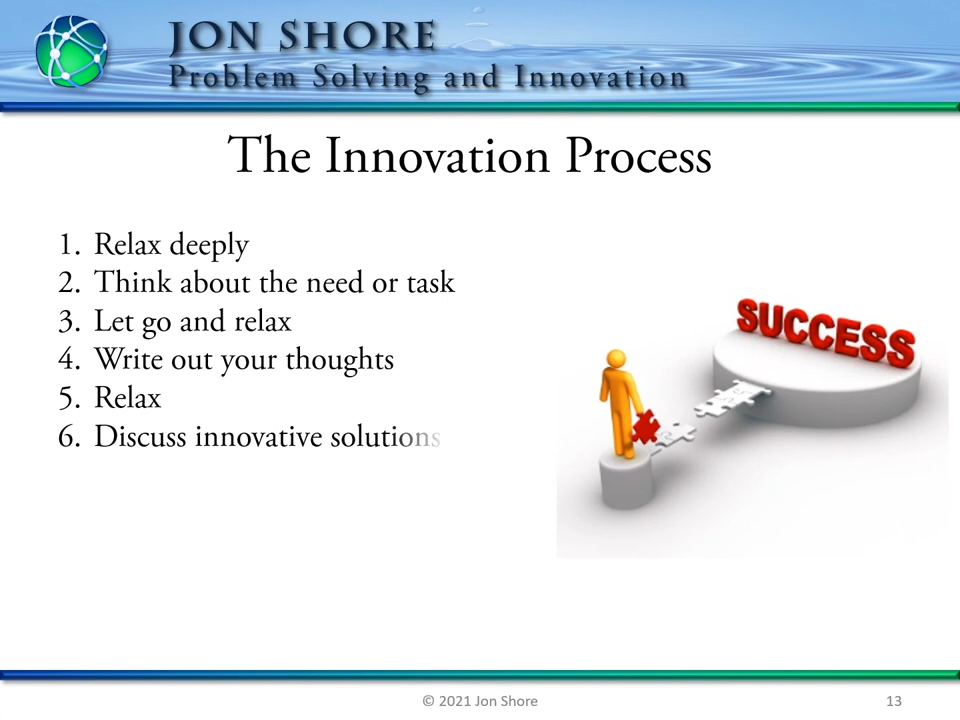 JON SHORE
Problem Solving and Innovation
The Innovation Process
1. Relax deeply
2. Think about the need or task
3. Let go and relax
4. Write out your thoughts
5. Relax
6. Discuss innovative solutions
SUCCESS
© 2021 Jon Shore
13